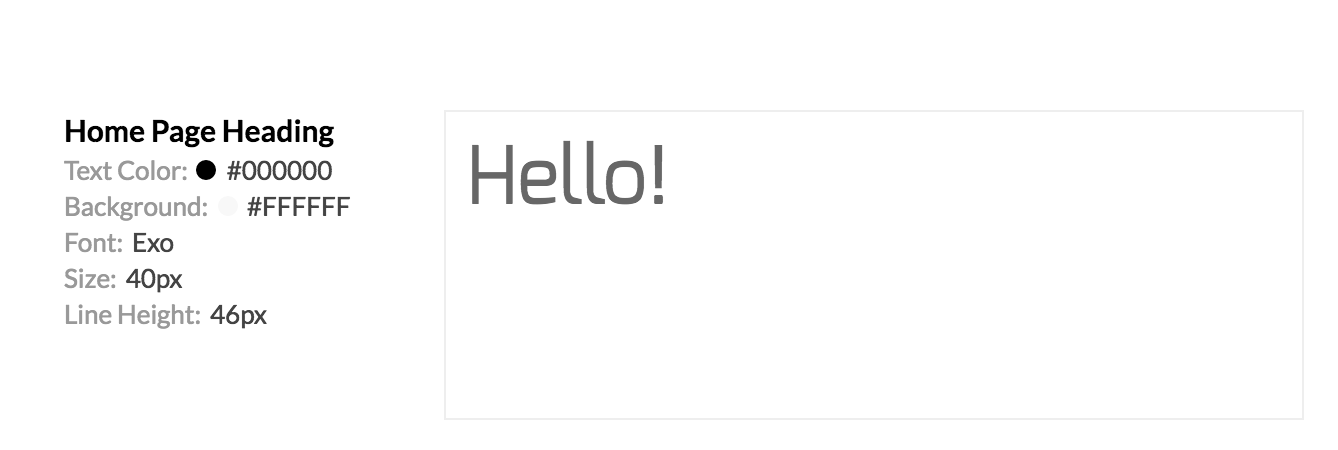 Home Page Heading
Text Color: #000000
Background: #FFFFFF
Font: Exo
Size: 40px
Line Height: 46px
Hello!